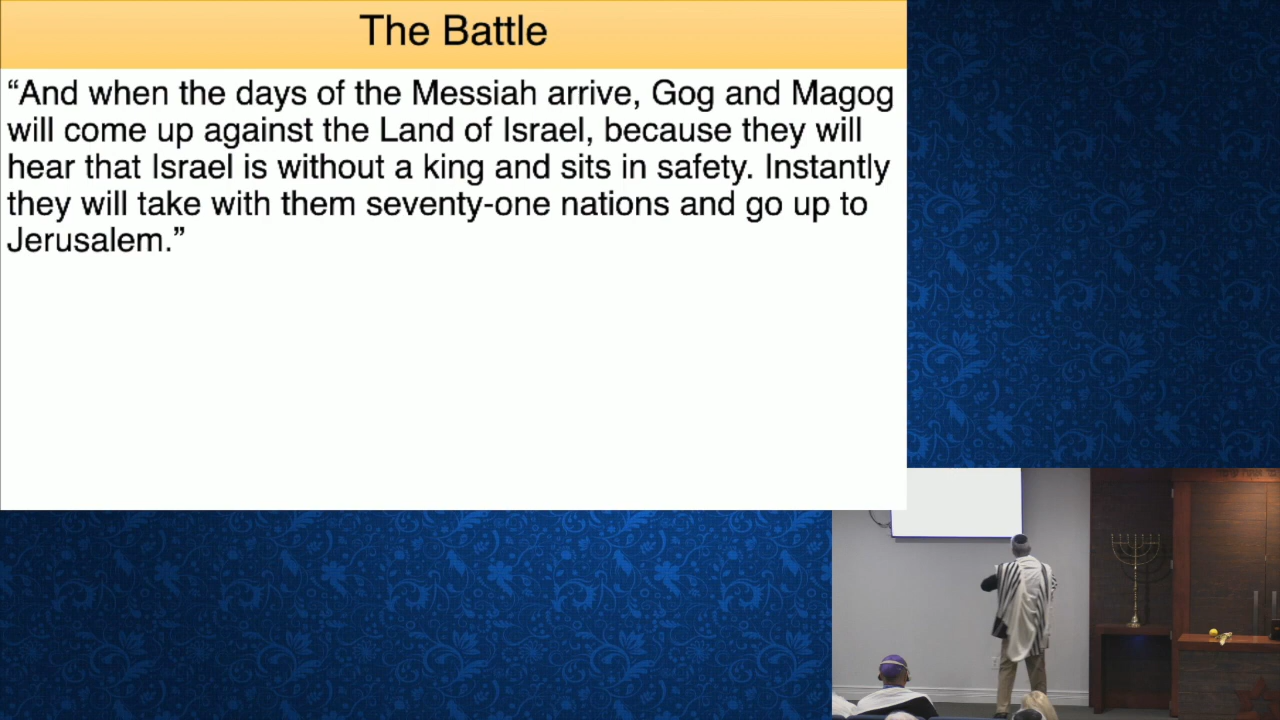 The Battle
“And when the days of the Messiah arrive, Gog and Magog
will come up against the Land of Israel, because they will
hear that Israel is without a king and sits in safety. Instantly
they will take with them seventy-one nations and go up to
Jerusalem.”